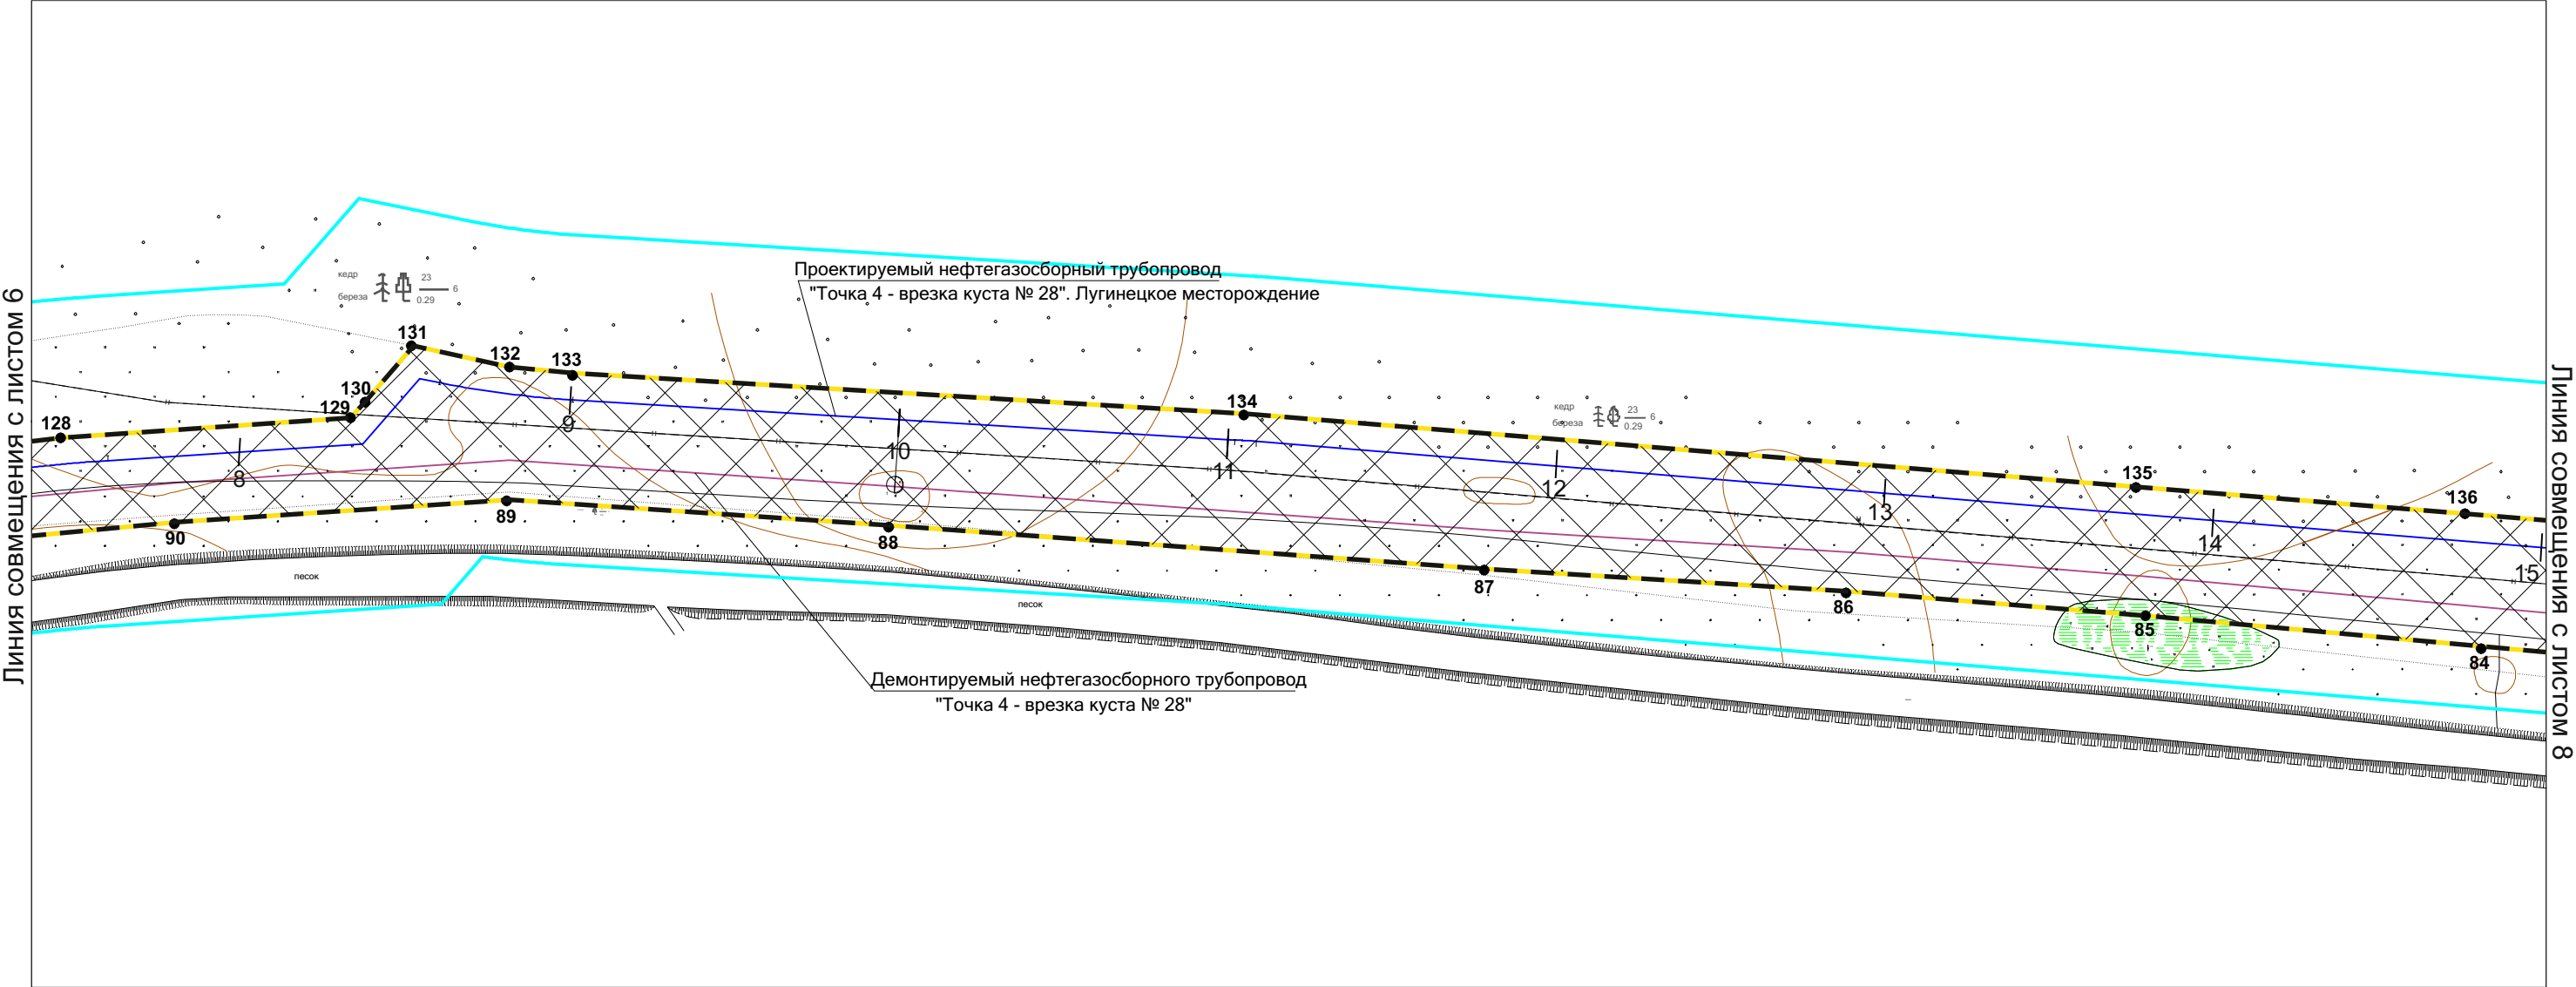 Линия совмещения с листом 6
кедр
береза
23
0.29
6
Проектируемый нефтегазосборный трубопровод
"Точка 4 - врезка куста № 28". Лугинецкое месторождение
128
129
130
131
132
133
134
135
136
кедр
береза
23
0.29
6
8
9
10
0
11
12
13
14
15
90
89
88
87
86
85
84
песок
песок
Демонтируемый нефтегазосборного трубопровод
"Точка 4 - врезка куста № 28"
Линия совмещения с листом 8